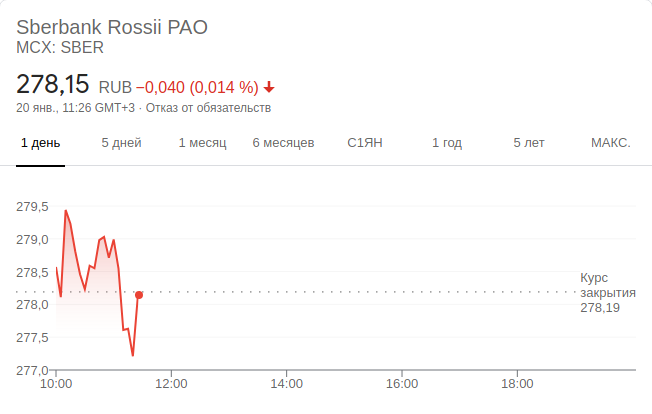 Sberbank Rossii PAO
MCX: SBER
278,15 RUB −0,040 (0,014 %)
20 янв., 11:26 GMT+3 · Отказ от обязательств
1 день 5 дней 1 месяц 6 месяцев С1ЯН 1 год 5 лет МАКС.
279,5
279,0
278,5
278,0
277,5
277,0
Курс
закрытия
278,19
10:00 12:00 14:00 16:00 18:00